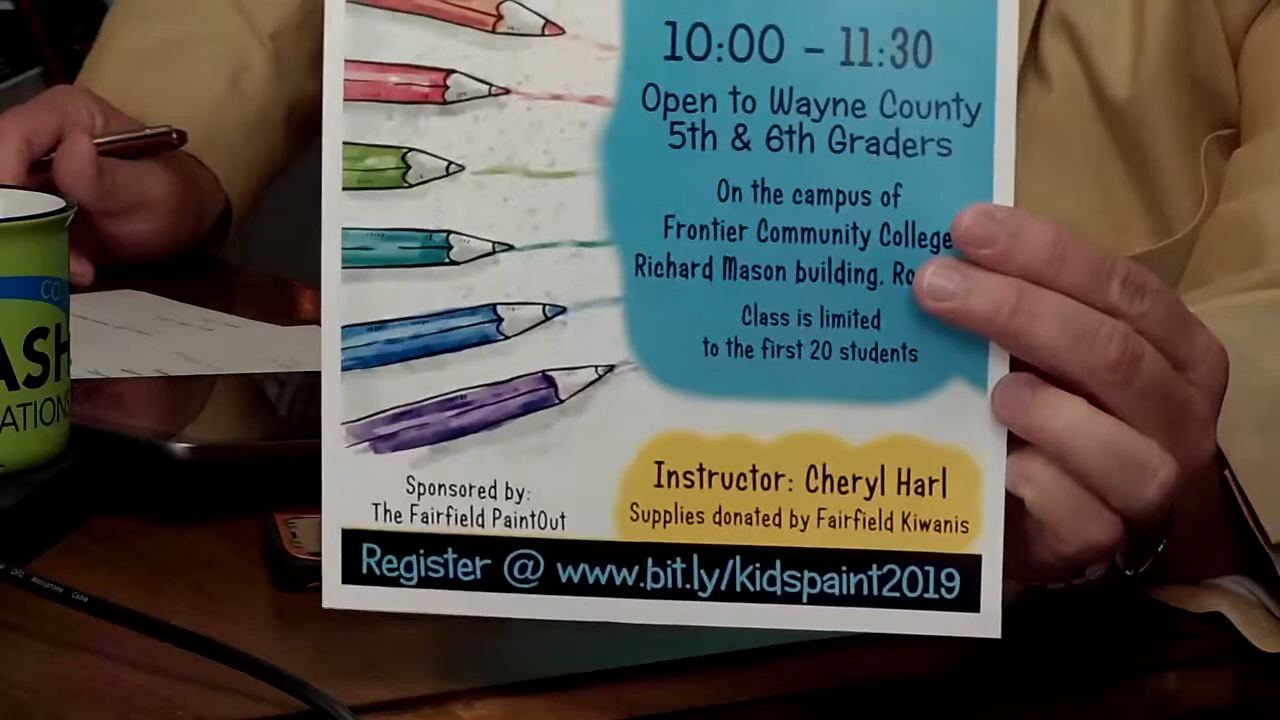 10:00 - 11:30
Open to Wayne County
5th & 6th Graders
On the campus of
Frontier Community College
Richard Mason building.
Class is limited
to the first 20 students
Instructor: Cheryl Harl
Supplies donated by Fairfield Kiwanis
Sponsored by:
The Fairfield PaintOut
Register @ www.bit.ly/kidspaint2019